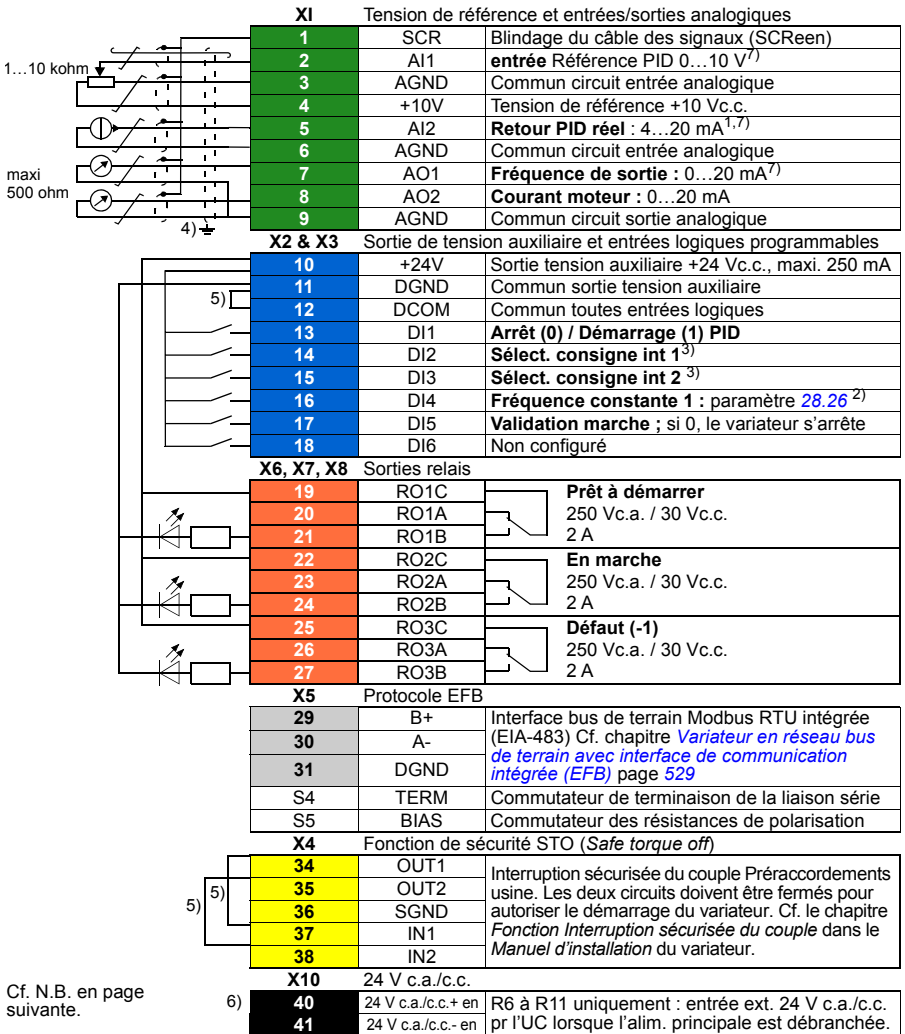 XI Tension de référence et entrées/sorties analogiques
1 SCR Blindage du câble des signaux (SCReen)
2 AI1 entrée Référence PID 0…10 V7)
1…10 kohm
3 AGND Commun circuit entrée analogique
4 +10V Tension de référence +10 Vc.c.
5 AI2 Retour PID réel : 4…20 mA1,7)
6 AGND Commun circuit entrée analogique
7 AO1 Fréquence de sortie : 0…20 mA7)
maxi
500 ohm
8 AO2 Courant moteur : 0…20 mA
9 AGND Commun circuit sortie analogique
4)
X2 & X3 Sortie de tension auxiliaire et entrées logiques programmables
10 +24V Sortie tension auxiliaire +24 Vc.c., maxi. 250 mA
11 DGND Commun sortie tension auxiliaire
5)
12 DCOM Commun toutes entrées logiques
13 DI1 Arrêt (0) / Démarrage (1) PID
14 DI2 Sélect. consigne int 13)
15 DI3 Sélect. consigne int 2 3)
16 DI4 Fréquence constante 1 : paramètre 28.26 2)
17 DI5 Validation marche ; si 0, le variateur s’arrête
18 DI6 Non configuré
X6, X7, X8 Sorties relais
19 RO1C Prêt à démarrer
20 RO1A 250 Vc.a. / 30 Vc.c.
21 RO1B 2 A
22 RO2C En marche
23 RO2A 250 Vc.a. / 30 Vc.c.
24 RO2B 2 A
25 RO3C Défaut (-1)
26 RO3A 250 Vc.a. / 30 Vc.c.
27 RO3B 2 A
X5 Protocole EFB
29 B+
30 A-
31 DGND
Interface bus de terrain Modbus RTU intégrée
(EIA-483) Cf. chapitre Variateur en réseau bus
de terrain avec interface de communication
intégrée (EFB) page 529
S4 TERM Commutateur de terminaison de la liaison série
S5 BIAS Commutateur des résistances de polarisation
X4 Fonction de sécurité STO (Safe torque off)
34 OUT1
35 OUT2
36 SGND
37 IN1
38 IN2
5)
5)
Interruption sécurisée du couple Préraccordements
usine. Les deux circuits doivent être fermés pour
autoriser le démarrage du variateur. Cf. le chapitre
Fonction Interruption sécurisée du couple dans le
Manuel d’installation du variateur.
X10 24 V c.a./c.c.
Cf. N.B. en page
suivante.
6)
40 24 V c.a./c.c.+ en R6 à R11 uniquement : entrée ext. 24 V c.a./c.c.
41 24 V c.a./c.c.- en pr l’UC lorsque l’alim. principale est débranchée.